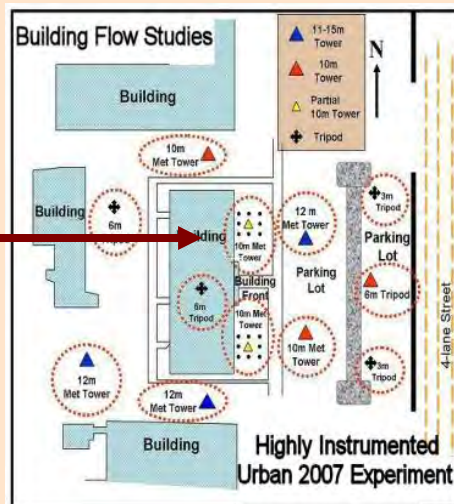 Building Flow Studies
11-15m
Tower
10m
Tower
Partial
10m Tower
Tripod
N
Building
10m
Met Tower
Building
6m
Tripod
Building
10m Met
Tower
12 m
Met Tower
3m
Tripod
Parking
Lot
Parking
Lot
6m
Tripod
Building
Front
10m Met
Tower
6m Tripod
10m Met
Tower
3m
Tripod
4-lane Street
12m
Met Tower
12m
Met Tower
Building
Highly Instrumented
Urban 2007 Experiment